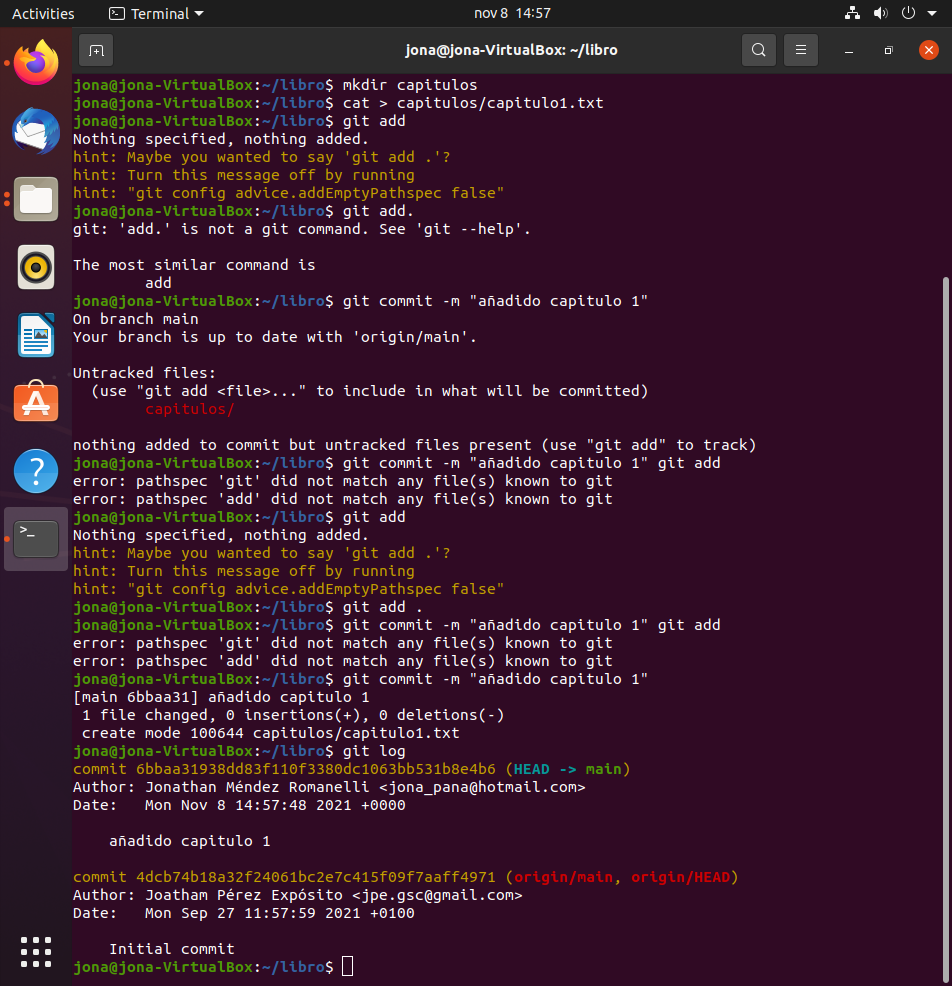 Activities
Terminal
nov 8 14:57
jona@jona-VirtualBox: ~/libro
jona@jona-VirtualBox:~/libro$ mkdir capitulos
jona@jona-VirtualBox:~/libro$ cat > capitulos/capitulo1.txt
jona@jona-VirtualBox:~/libro$ git add
Nothing specified, nothing added.
hint: Maybe you wanted to say 'git add .'?
hint: Turn this message off by running
hint: "git config advice.addEmptyPathspec false"
jona@jona-VirtualBox:~/libro$ git add.
git: 'add.' is not a git command. See 'git --help'.

The most similar command is
        add
jona@jona-VirtualBox:~/libro$ git commit -m "añadido capitulo 1"
On branch main
Your branch is up to date with 'origin/main'.

Untracked files:
  (use "git add <file>..." to include in what will be committed)
        capitulos/

nothing added to commit but untracked files present (use "git add" to track)
jona@jona-VirtualBox:~/libro$ git commit -m "añadido capitulo 1" git add
error: pathspec 'git' did not match any file(s) known to git
error: pathspec 'add' did not match any file(s) known to git
jona@jona-VirtualBox:~/libro$ git add
Nothing specified, nothing added.
hint: Maybe you wanted to say 'git add .'?
hint: Turn this message off by running
hint: "git config advice.addEmptyPathspec false"
jona@jona-VirtualBox:~/libro$ git add .
jona@jona-VirtualBox:~/libro$ git commit -m "añadido capitulo 1" git add
error: pathspec 'git' did not match any file(s) known to git
error: pathspec 'add' did not match any file(s) known to git
jona@jona-VirtualBox:~/libro$ git commit -m "añadido capitulo 1"
[main 6bbaa31] añadido capitulo 1
 1 file changed, 0 insertions(+), 0 deletions(-)
 create mode 100644 capitulos/capitulo1.txt
jona@jona-VirtualBox:~/libro$ git log
commit 6bbaa31938dd83f110f3380dc1063bb531b8e4b6 (HEAD -> main)
Author: Jonathan Méndez Romanelli <jona_pana@hotmail.com>
Date:   Mon Nov 8 14:57:48 2021 +0000

    añadido capitulo 1

commit 4dcb74b18a32f24061bc2e7c415f09f7aaff4971 (origin/main, origin/HEAD)
Author: Joatham Pérez Expósito <jpe.gsc@gmail.com>
Date:   Mon Sep 27 11:57:59 2021 +0100

    Initial commit
jona@jona-VirtualBox:~/libro$